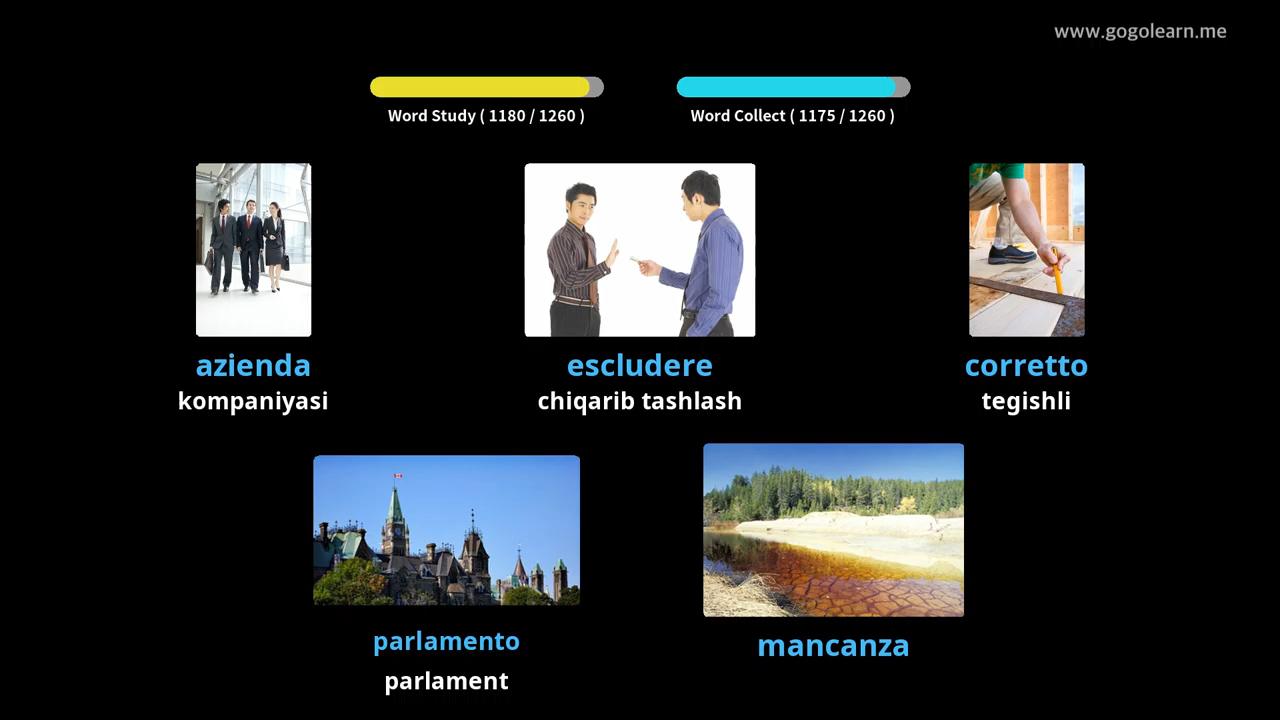 www.gogolearn.me
Word Study ( 1180 / 1260 )
Word Collect ( 1175 / 1260 )
azienda
kompaniyasi
escludere
chiqarib tashlash
corretto
tegishli
parlamento
parlament
mancanza